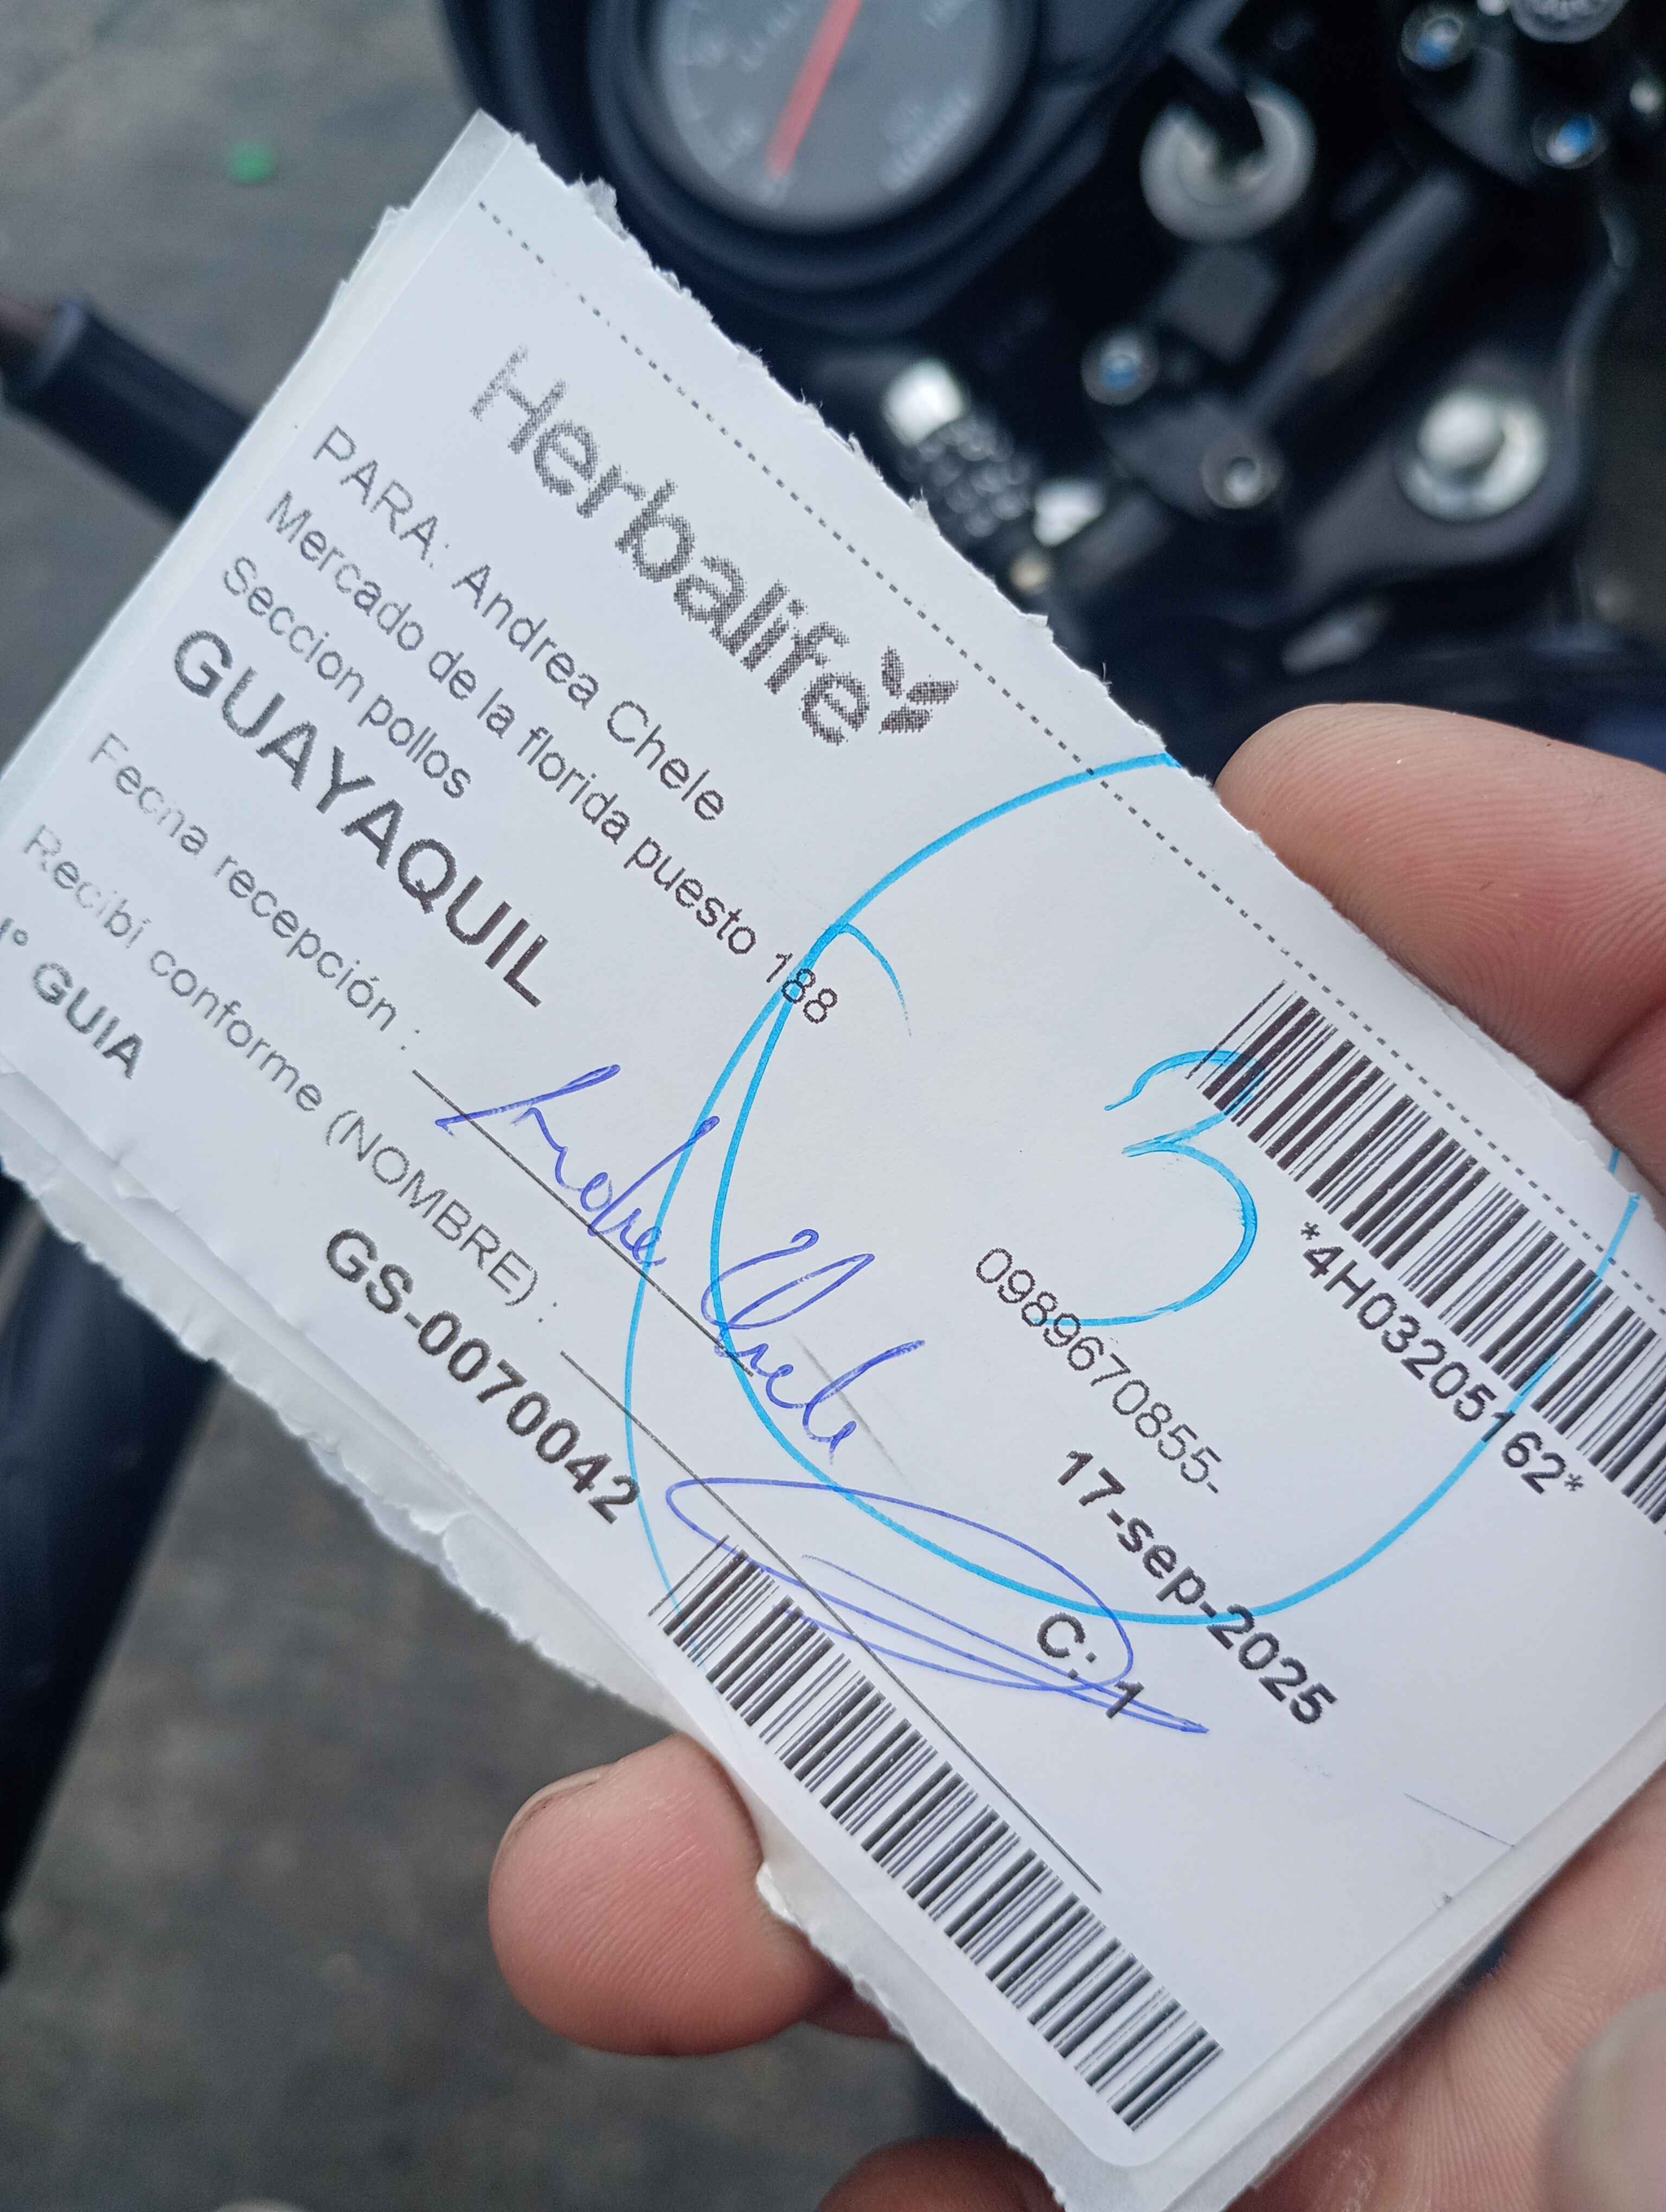 Herbalife
*4H03205162*
PARA: Andrea Chele
Mercado de la florida puesto 188
Seccion pollos
0989670855-
GUAYAQUIL
17-sep-2025
3
Fecha recepción :
Andrea Chele
C: 1
Recibí conforme (NOMBRE) :
N° GUIA
GS-0070042